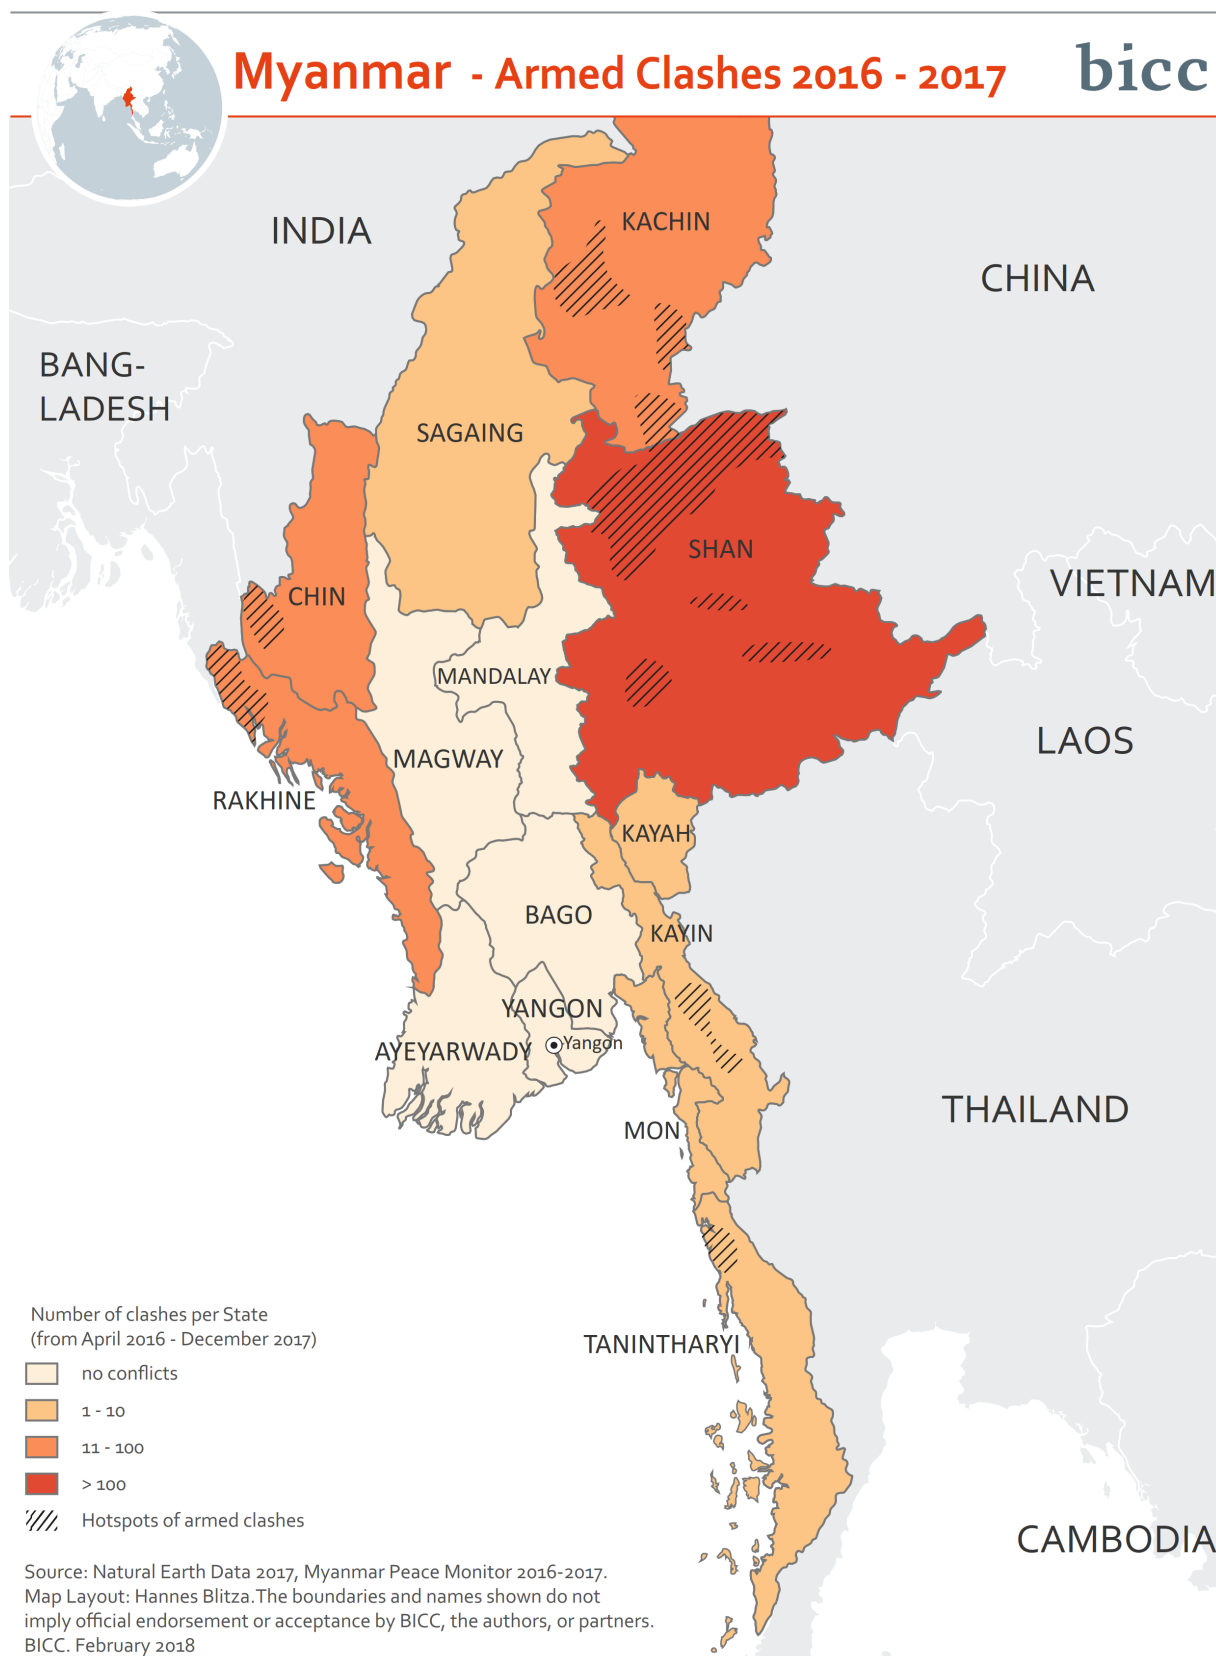 Myanmar - Armed Clashes 2016 - 2017
bicc
INDIA
KACHIN
CHINA
BANG-
LADESH
SAGAING
SHAN
VIETNAM
CHIN
MANDALAY
LAOS
MAGWAY
RAKHINE
KAYAH
BAGO
KAYIN
YANGON
AYEYARWADY
Yangon
THAILAND
MON
TANINTHARYI
CAMBODIA
Number of clashes per State
(from April 2016 - December 2017)
no conflicts
1 - 10
11 - 100
> 100
Hotspots of armed clashes
Source: Natural Earth Data 2017, Myanmar Peace Monitor 2016-2017.
Map Layout: Hannes Blitza.The boundaries and names shown do not
imply official endorsement or acceptance by BICC, the authors, or partners.
BICC. February 2018